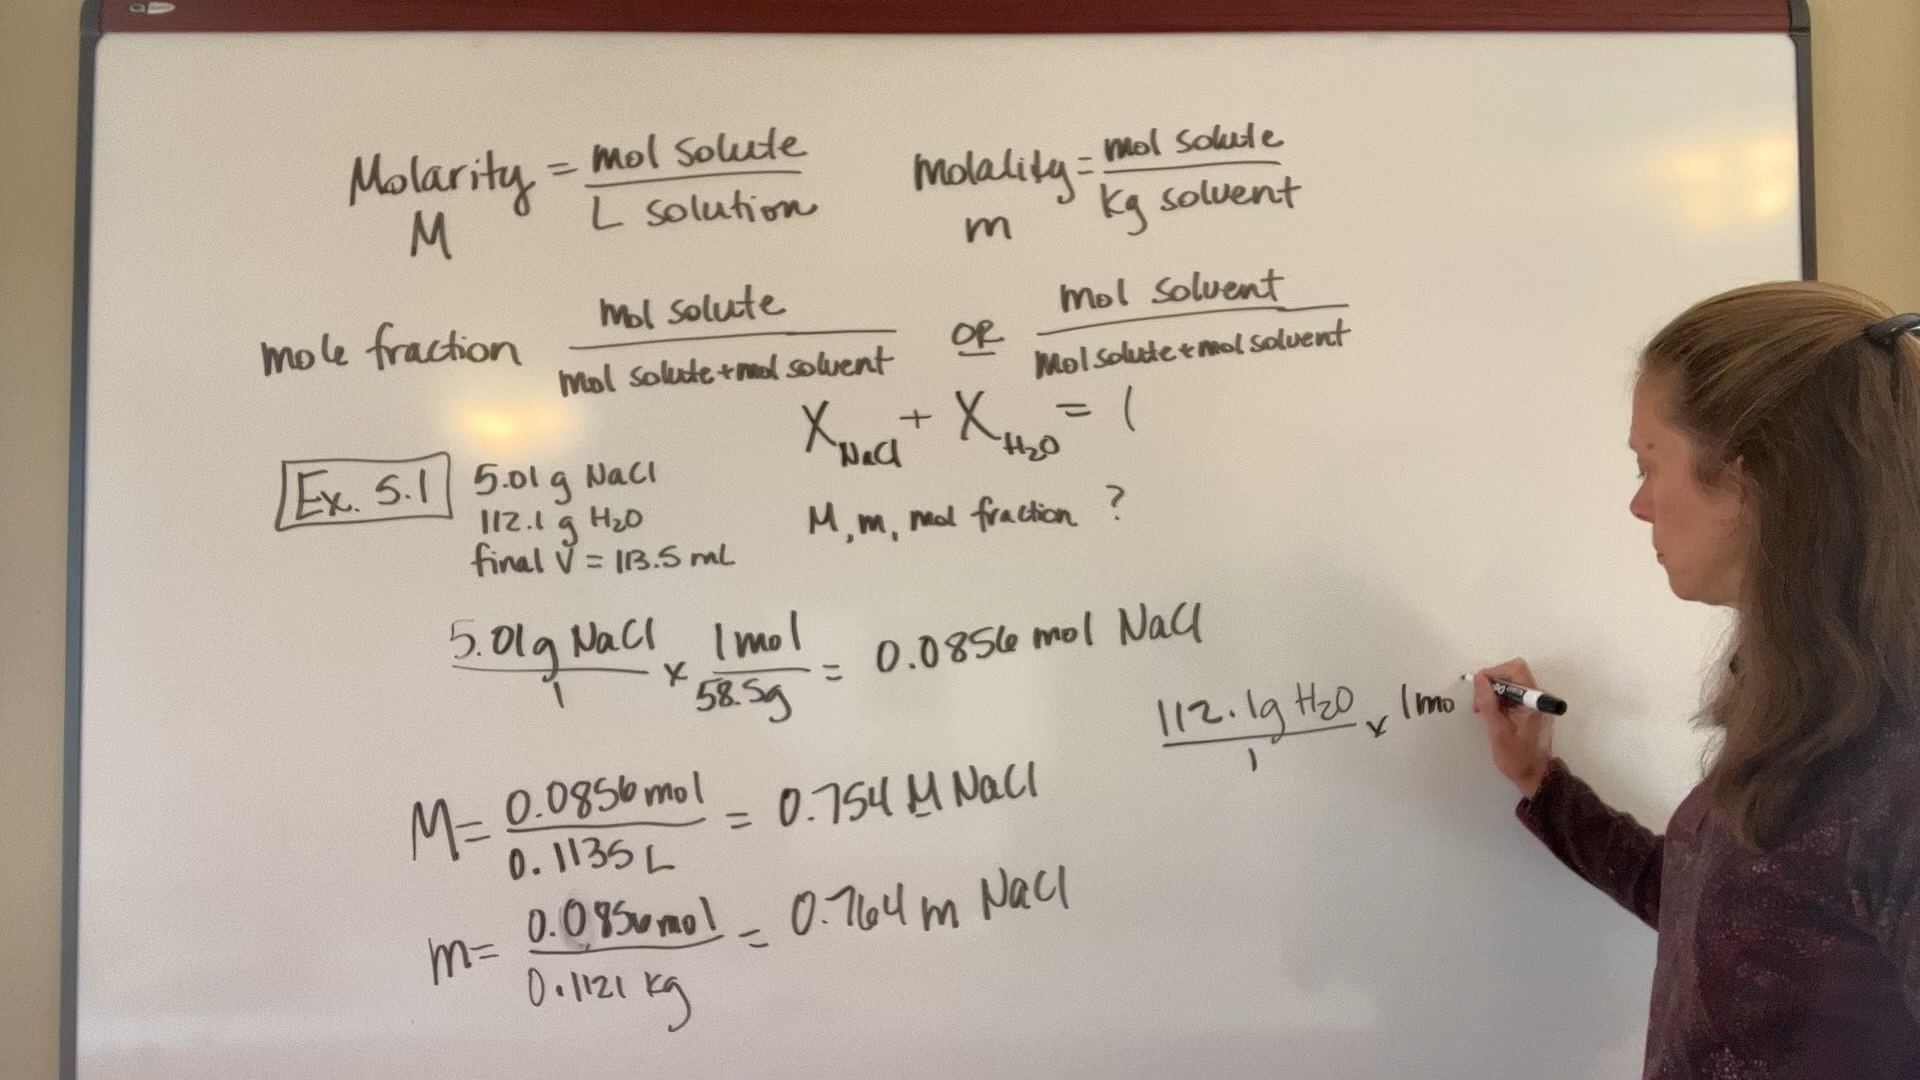 Molarity = mol solute / L solution
M
molality = mol solute / kg solvent
m
mole fraction mol solute / mol solute + mol solvent OR mol solvent / mol solute + mol solvent
X NaCl + X H₂O = 1
Ex. 5.1
5.01 g NaCl
112.1 g H₂O
final V = 113.5 mL
M, m, mol fraction ?
5.01g NaCl / 1 x 1 mol / 58.5g = 0.0856 mol NaCl
112.1g H₂O / 1 x 1 mo
M = 0.0856 mol / 0.1135 L = 0.754 M NaCl
m = 0.0856 mol / 0.1121 kg = 0.764 m NaCl